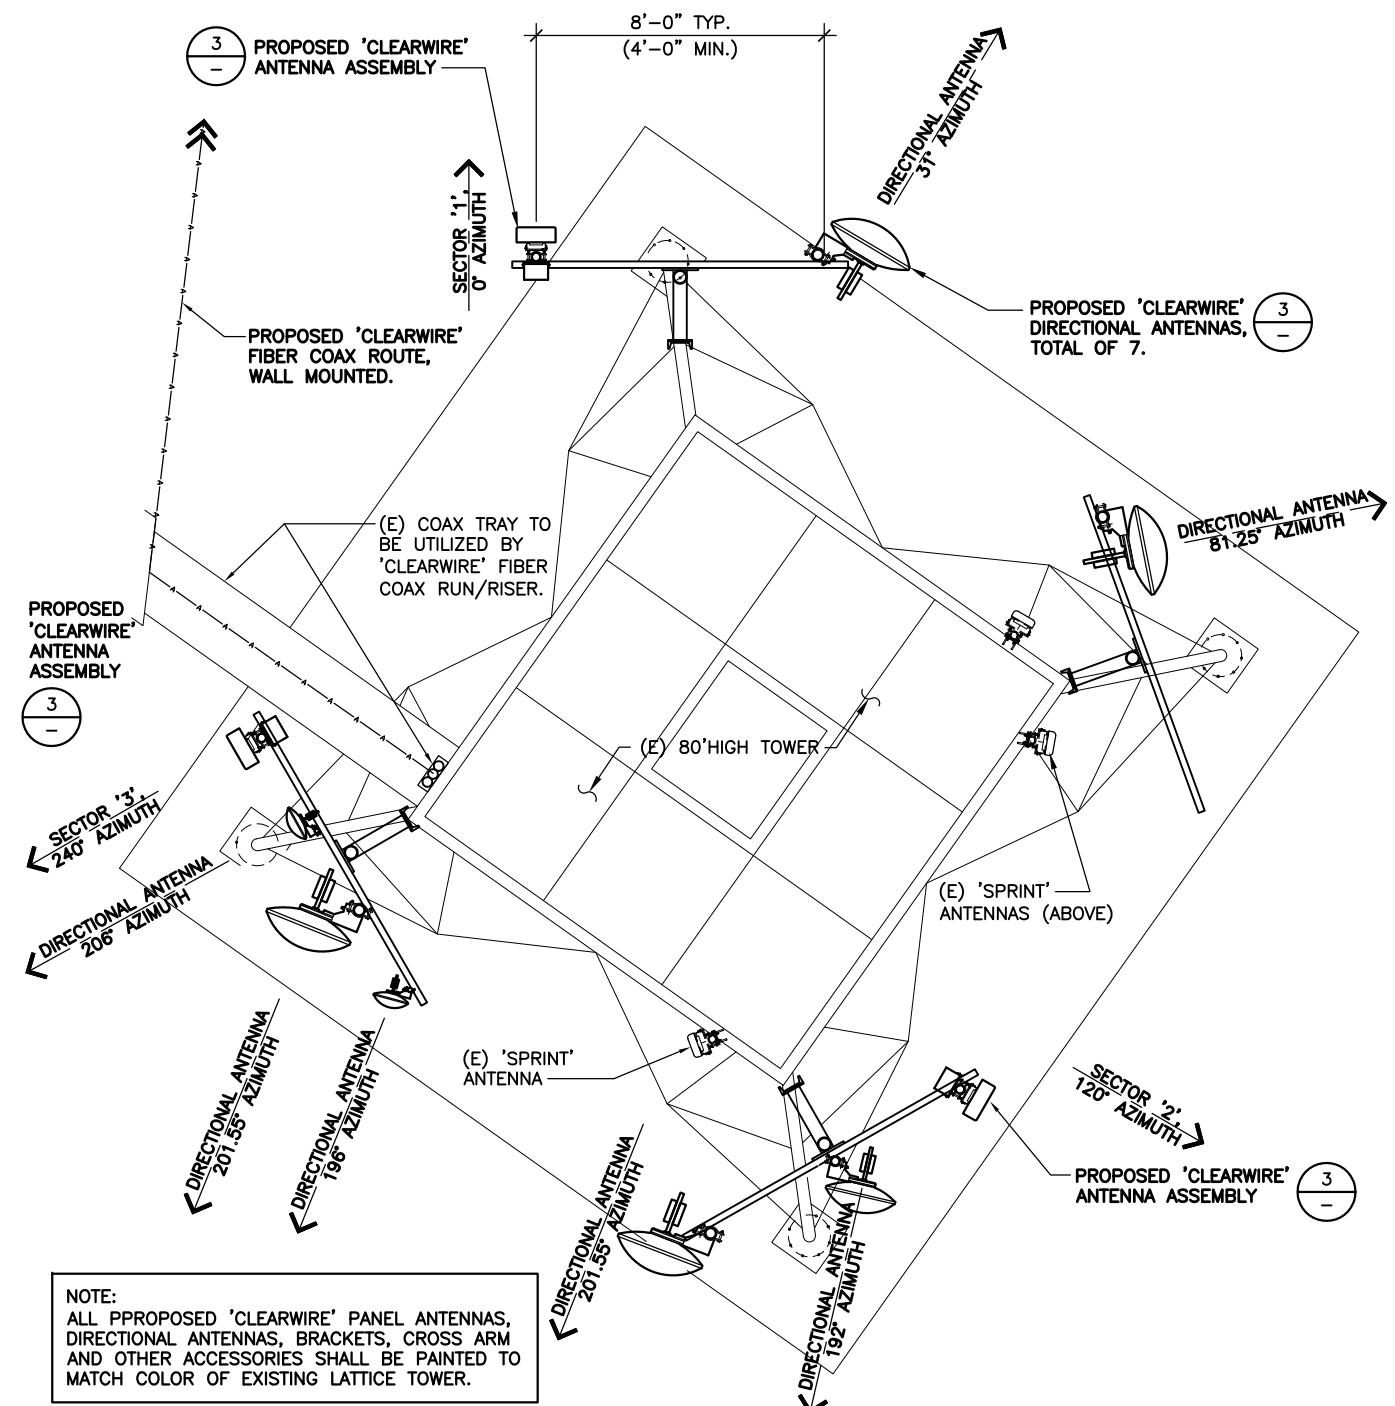 8'-0" TYP.
(4'-0" MIN.)
3
–
PROPOSED 'CLEARWIRE'
ANTENNA ASSEMBLY
DIRECTIONAL ANTENNA
31° AZIMUTH
SECTOR '1',
0° AZIMUTH
PROPOSED 'CLEARWIRE'
DIRECTIONAL ANTENNAS,
TOTAL OF 7.
3
–
PROPOSED 'CLEARWIRE'
FIBER COAX ROUTE,
WALL MOUNTED.
DIRECTIONAL ANTENNA
81.25° AZIMUTH
(E) COAX TRAY TO
BE UTILIZED BY
'CLEARWIRE' FIBER
COAX RUN/RISER.
PROPOSED
'CLEARWIRE'
ANTENNA
ASSEMBLY
3
–
(E) 80'HIGH TOWER
SECTOR '3',
240° AZIMUTH
DIRECTIONAL ANTENNA
206° AZIMUTH
(E) 'SPRINT'
ANTENNAS (ABOVE)
DIRECTIONAL ANTENNA
201.55° AZIMUTH
DIRECTIONAL ANTENNA
196° AZIMUTH
(E) 'SPRINT'
ANTENNA
SECTOR '2',
120° AZIMUTH
DIRECTIONAL ANTENNA
201.55° AZIMUTH
DIRECTIONAL ANTENNA
192° AZIMUTH
PROPOSED 'CLEARWIRE'
ANTENNA ASSEMBLY
3
–
NOTE:
ALL PPROPOSED 'CLEARWIRE' PANEL ANTENNAS,
DIRECTIONAL ANTENNAS, BRACKETS, CROSS ARM
AND OTHER ACCESSORIES SHALL BE PAINTED TO
MATCH COLOR OF EXISTING LATTICE TOWER.